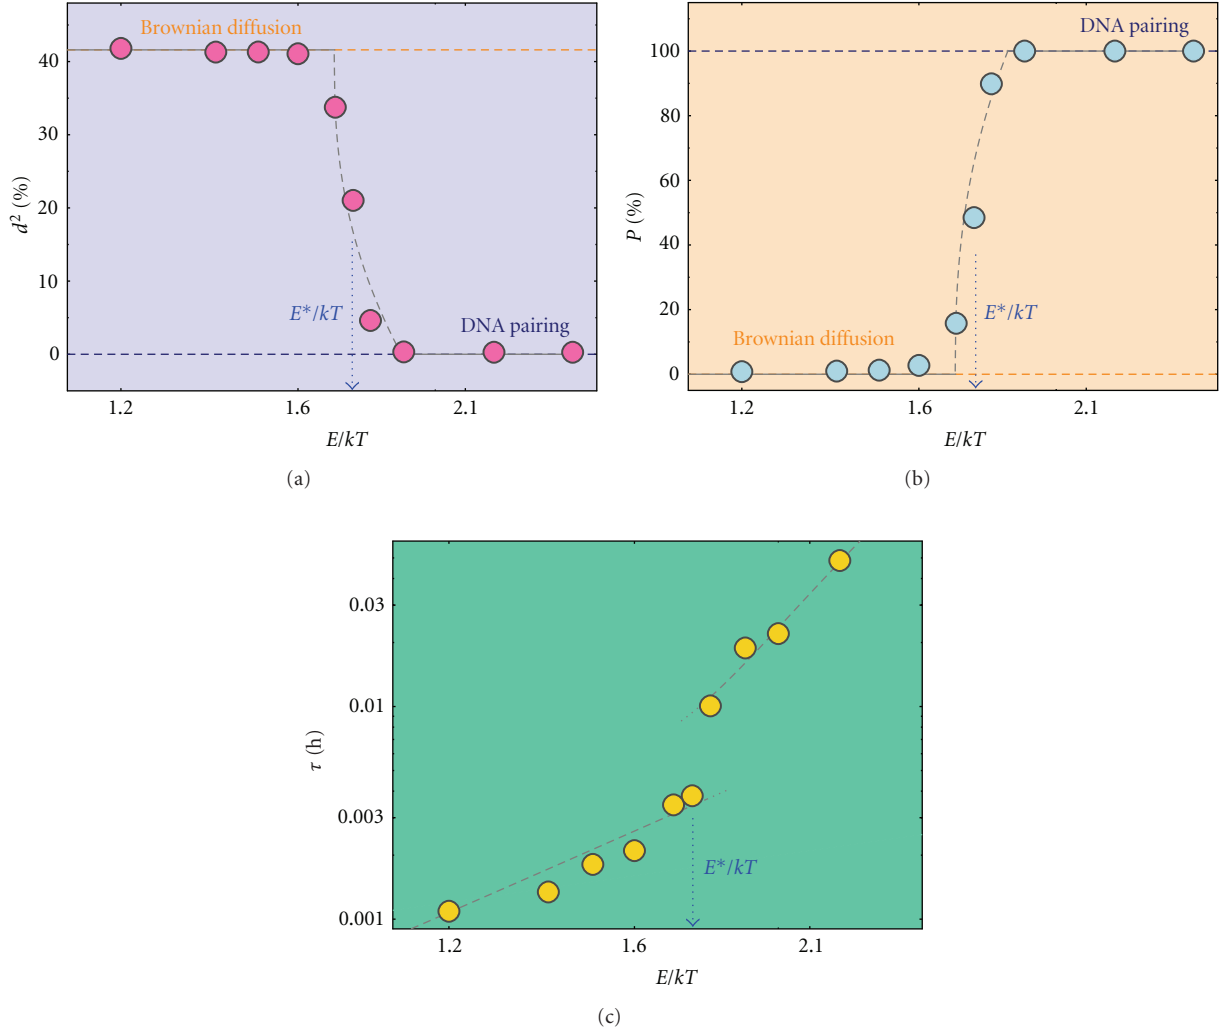 Brownian diffusion
40
30
20
10
0
d² (%)
E*/kT
DNA pairing
1.2 1.6 2.1
E/kT
(a)
DNA pairing
100
80
60
40
20
0
P (%)
E*/kT
Brownian diffusion
1.2 1.6 2.1
E/kT
(b)
0.03
0.01
0.003
0.001
τ (h)
E*/kT
1.2 1.6 2.1
E/kT
(c)